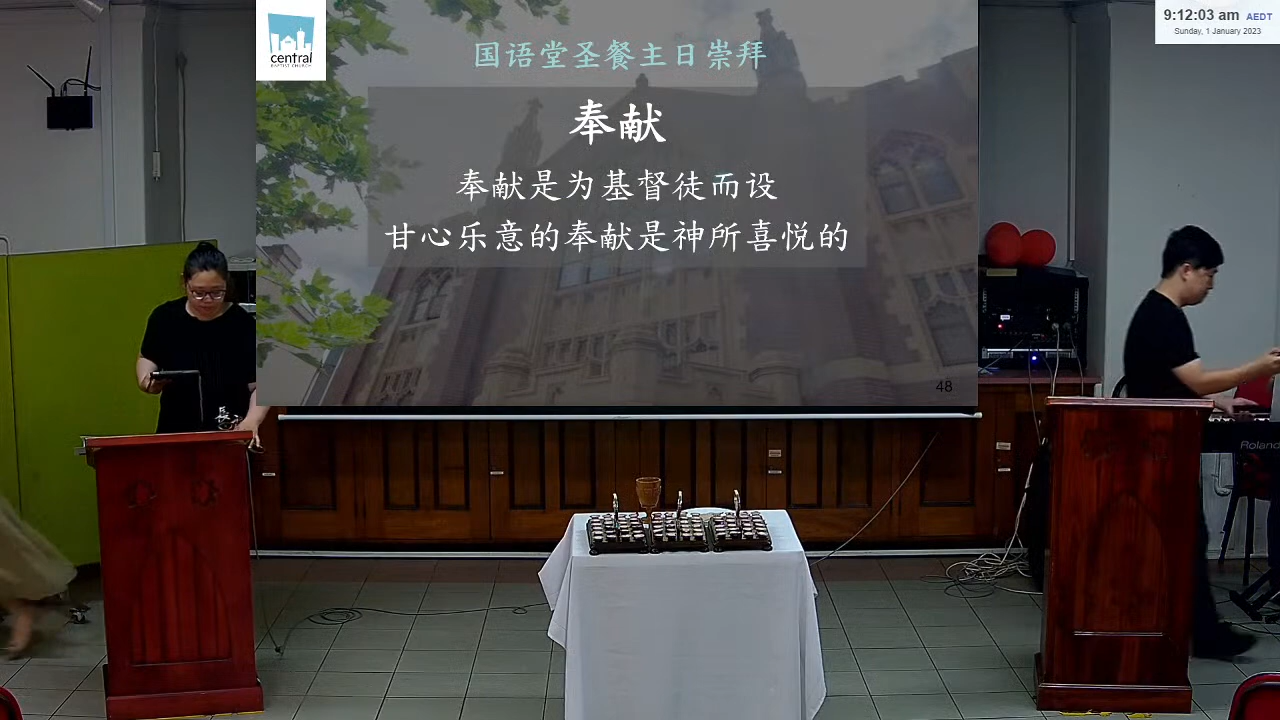 central
BAPTIST CHURCH
国语堂圣餐主日崇拜
奉献
奉献是为基督徒而设
甘心乐意的奉献是神所喜悦的
48
9:12:03 am AEDT
Sunday, 1 January 2023
Roland